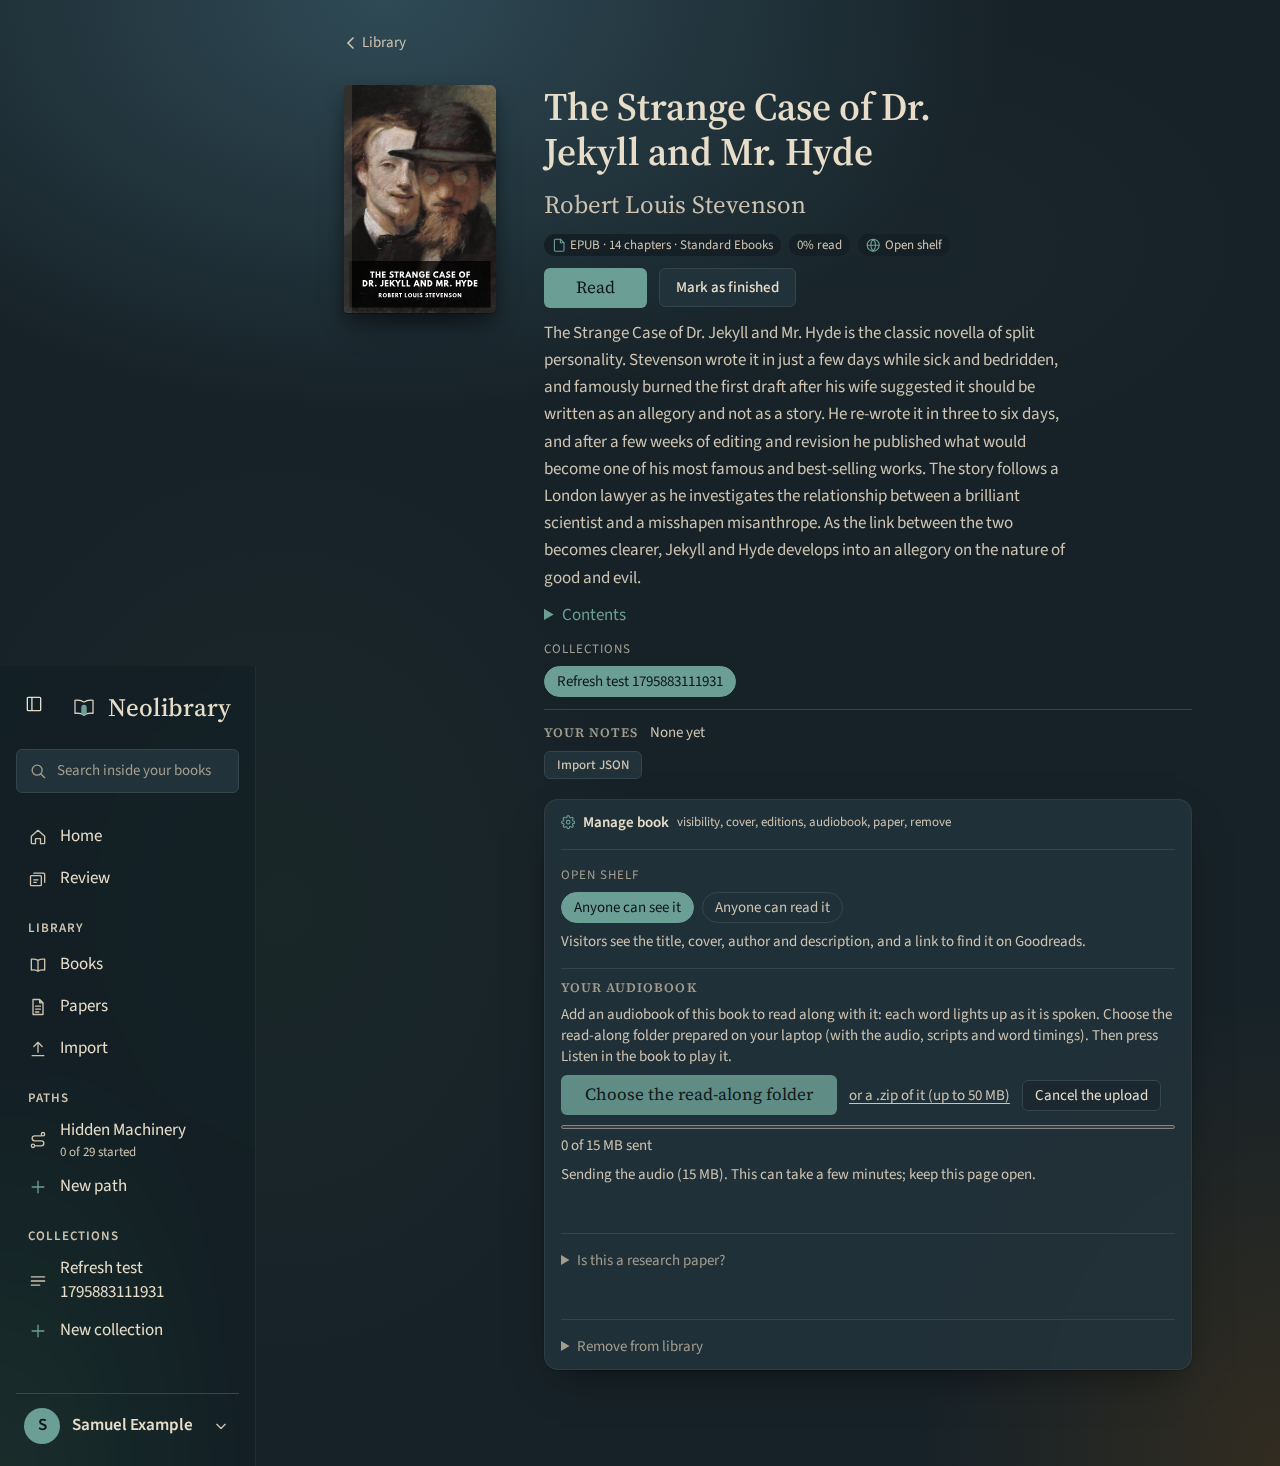 Library
The Strange Case of Dr.
Jekyll and Mr. Hyde
Robert Louis Stevenson
EPUB · 14 chapters · Standard Ebooks
0% read
Open shelf
THE STRANGE CASE OF
DR. JEKYLL AND MR. HYDE
ROBERT LOUIS STEVENSON
Read
Mark as finished
The Strange Case of Dr. Jekyll and Mr. Hyde is the classic novella of split
personality. Stevenson wrote it in just a few days while sick and bedridden,
and famously burned the first draft after his wife suggested it should be
written as an allegory and not as a story. He re-wrote it in three to six days,
and after a few weeks of editing and revision he published what would
become one of his most famous and best-selling works. The story follows a
London lawyer as he investigates the relationship between a brilliant
scientist and a misshapen misanthrope. As the link between the two
becomes clearer, Jekyll and Hyde develops into an allegory on the nature of
good and evil.
Contents
COLLECTIONS
Refresh test 1795883111931
YOUR NOTES None yet
Import JSON
Manage book visibility, cover, editions, audiobook, paper, remove
OPEN SHELF
Anyone can see it
Anyone can read it
Visitors see the title, cover, author and description, and a link to find it on Goodreads.
YOUR AUDIOBOOK
Add an audiobook of this book to read along with it: each word lights up as it is spoken. Choose the
read-along folder prepared on your laptop (with the audio, scripts and word timings). Then press
Listen in the book to play it.
Choose the read-along folder
or a .zip of it (up to 50 MB)
Cancel the upload
0 of 15 MB sent
Sending the audio (15 MB). This can take a few minutes; keep this page open.
Is this a research paper?
Remove from library
Neolibrary
Search inside your books
Home
Review
LIBRARY
Books
Papers
Import
PATHS
Hidden Machinery
0 of 29 started
New path
COLLECTIONS
Refresh test
1795883111931
New collection
S
Samuel Example